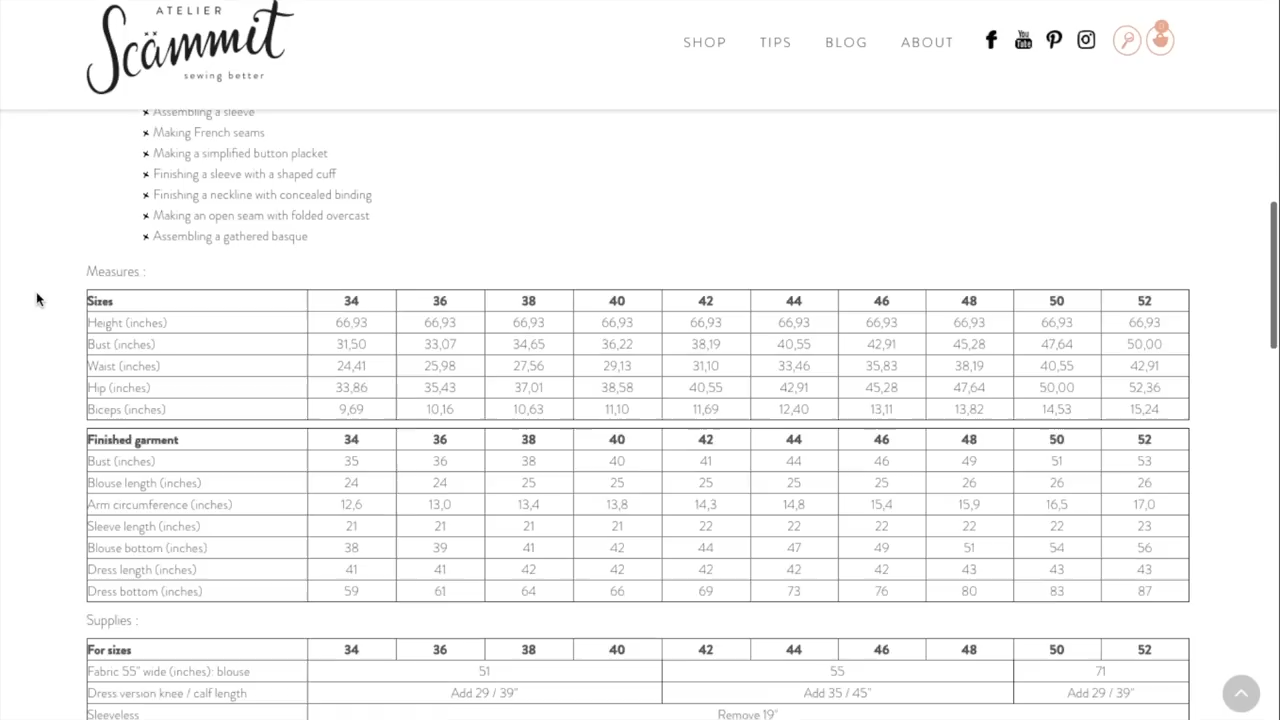 ATELIER
Scämmit
sewing better
SHOP TIPS BLOG ABOUT
You Tube
0
Assembling a sleeve
Making French seams
Making a simplified button placket
Finishing a sleeve with a shaped cuff
Finishing a neckline with concealed binding
Making an open seam with folded overcast
Assembling a gathered basque
Measures :
Sizes 34 36 38 40 42 44 46 48 50 52
Height (inches) 66,93 66,93 66,93 66,93 66,93 66,93 66,93 66,93 66,93 66,93
Bust (inches) 31,50 33,07 34,65 36,22 38,19 40,55 42,91 45,28 47,64 50,00
Waist (inches) 24,41 25,98 27,56 29,13 31,10 33,46 35,83 38,19 40,55 42,91
Hip (inches) 33,86 35,43 37,01 38,58 40,55 42,91 45,28 47,64 50,00 52,36
Biceps (inches) 9,69 10,16 10,63 11,10 11,69 12,40 13,11 13,82 14,53 15,24
Finished garment 34 36 38 40 42 44 46 48 50 52
Bust (inches) 35 36 38 40 41 44 46 49 51 53
Blouse length (inches) 24 24 25 25 25 25 25 26 26 26
Arm circumference (inches) 12,6 13,0 13,4 13,8 14,3 14,8 15,4 15,9 16,5 17,0
Sleeve length (inches) 21 21 21 21 22 22 22 22 22 23
Blouse bottom (inches) 38 39 41 42 44 47 49 51 54 56
Dress length (inches) 41 41 42 42 42 42 42 43 43 43
Dress bottom (inches) 59 61 64 66 69 73 76 80 83 87
Supplies :
For sizes 34 36 38 40 42 44 46 48 50 52
Fabric 55" wide (inches): blouse 51 55 71
Dress version knee / calf length Add 29 / 39" Add 35 / 45" Add 29 / 39"
Sleeveless Remove 19"